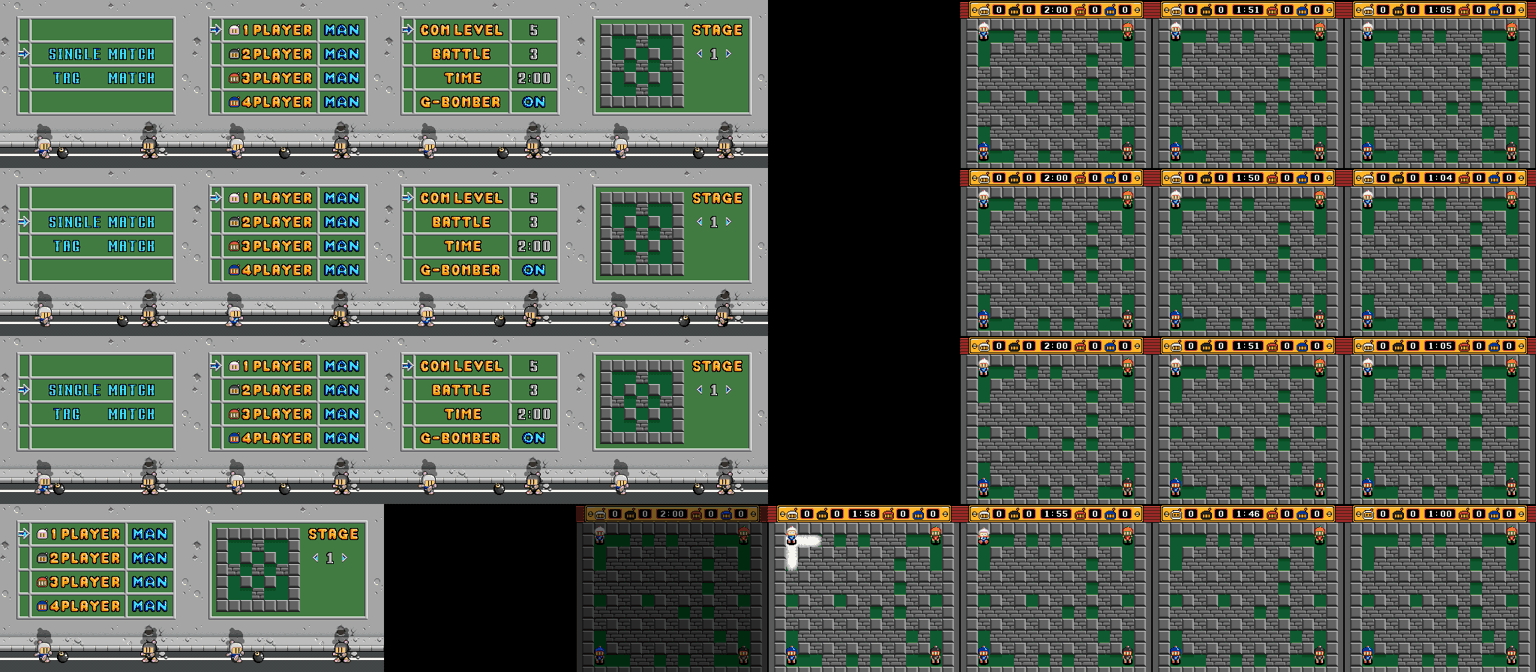 SINGLE MATCH
TAG MATCH
1PLAYER MAN
2PLAYER MAN
3PLAYER MAN
4PLAYER MAN
COM LEVEL 5
BATTLE 3
TIME 2:00
G-BOMBER ON
STAGE
1
0 0 2:00 0 0
0 0 1:51 0 0
0 0 1:05 0 0
SINGLE MATCH
TAG MATCH
1PLAYER MAN
2PLAYER MAN
3PLAYER MAN
4PLAYER MAN
COM LEVEL 5
BATTLE 3
TIME 2:00
G-BOMBER ON
STAGE
1
0 0 2:00 0 0
0 0 1:50 0 0
0 0 1:04 0 0
SINGLE MATCH
TAG MATCH
1PLAYER MAN
2PLAYER MAN
3PLAYER MAN
4PLAYER MAN
COM LEVEL 5
BATTLE 3
TIME 2:00
G-BOMBER ON
STAGE
1
0 0 2:00 0 0
0 0 1:51 0 0
0 0 1:05 0 0
1PLAYER MAN
2PLAYER MAN
3PLAYER MAN
4PLAYER MAN
STAGE
1
0 0 2:00 0 0
0 0 1:58 0 0
0 0 1:55 0 0
0 0 1:46 0 0
0 0 1:00 0 0